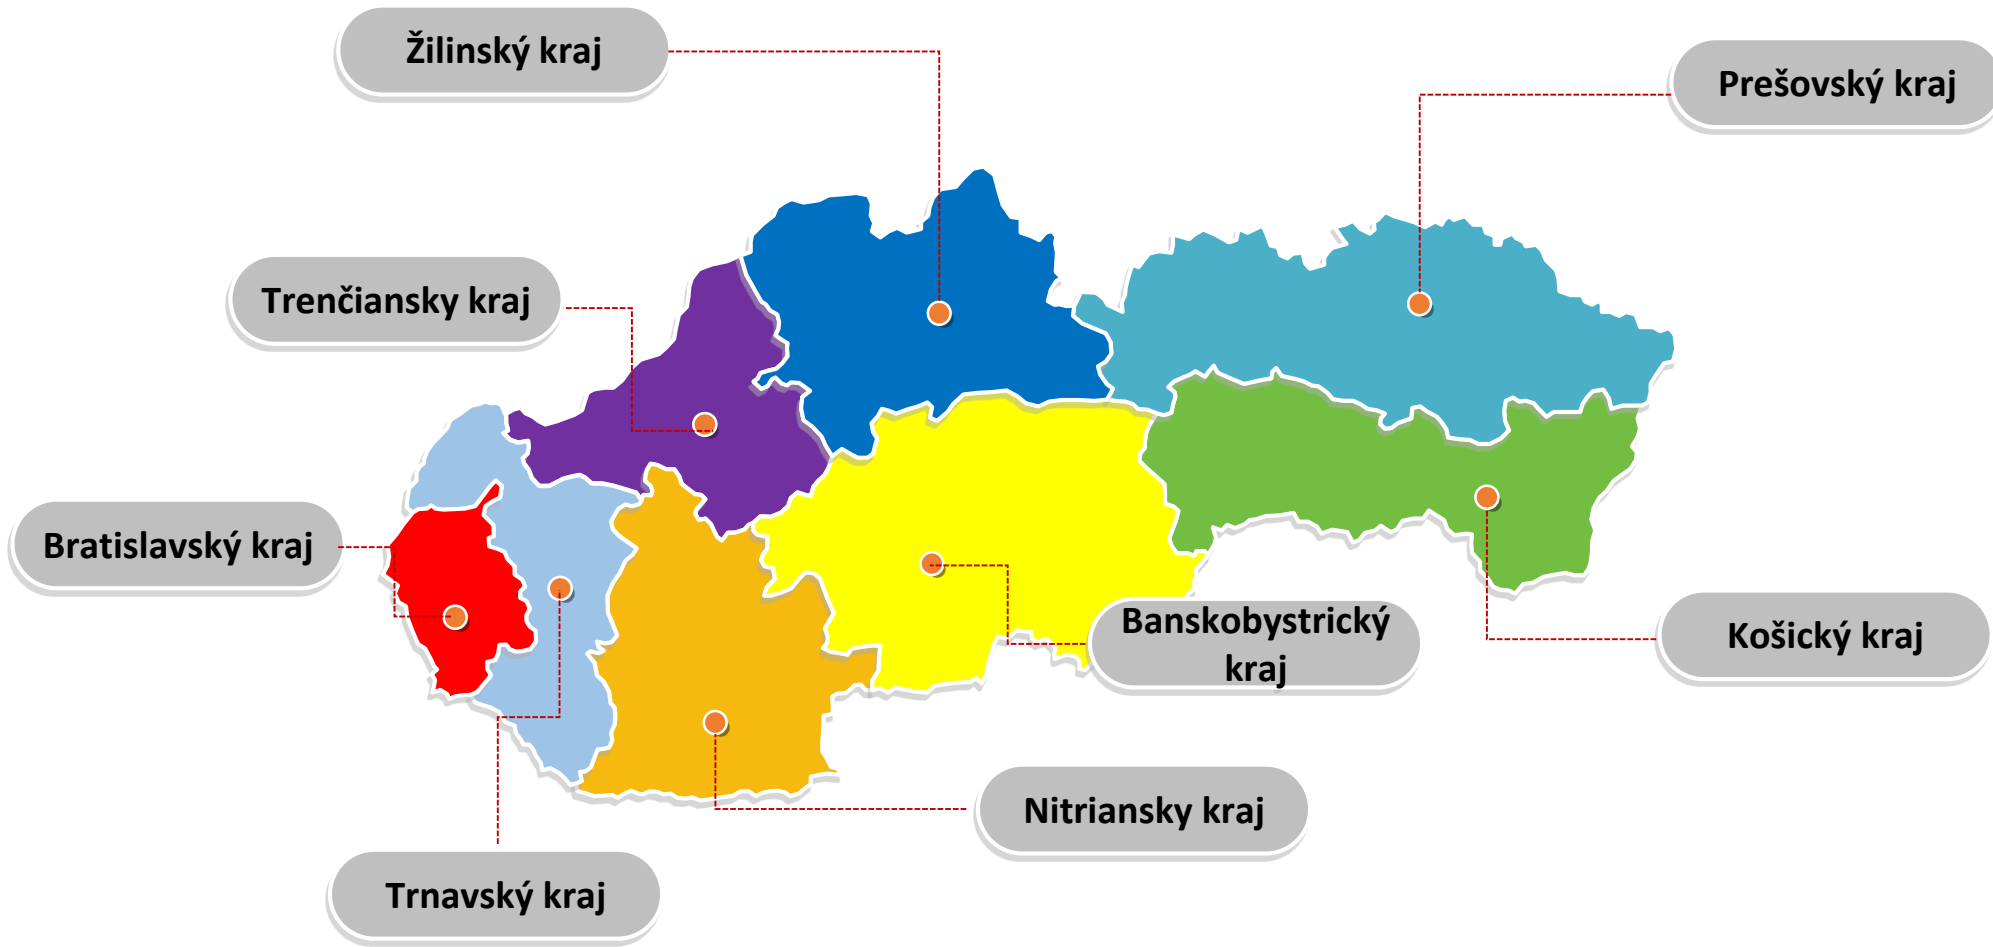 Žilinský kraj
Prešovský kraj
Trenčiansky kraj
Bratislavský kraj
Banskobystrický
kraj
Košický kraj
Nitriansky kraj
Trnavský kraj